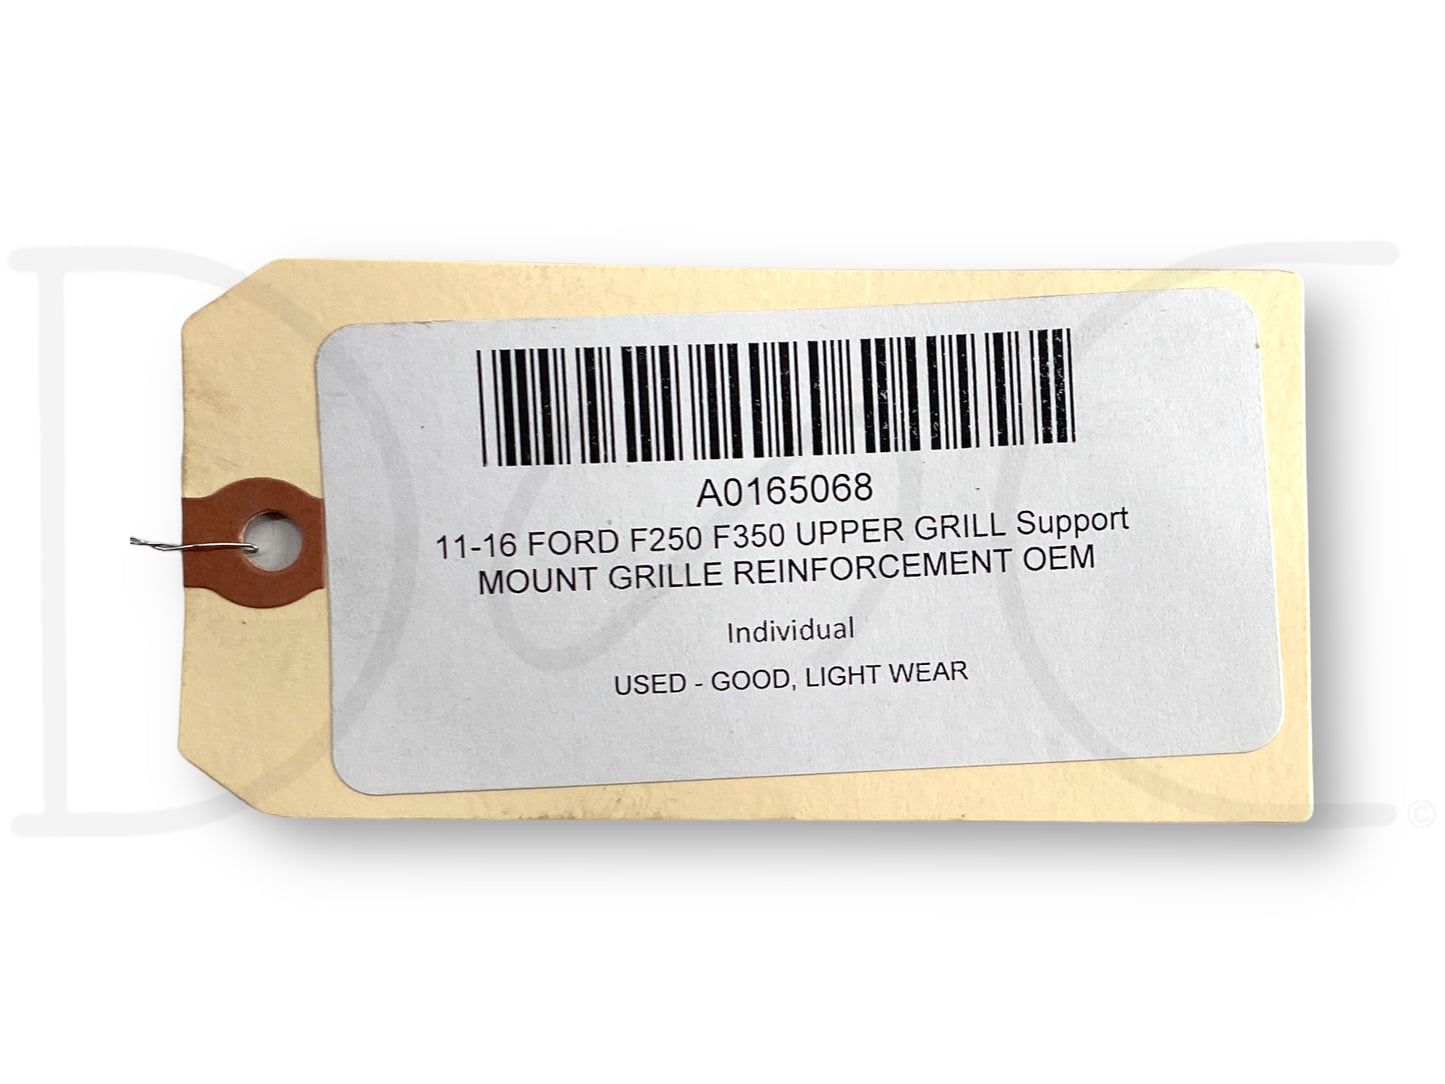 A0165068
11-16 FORD F250 F350 UPPER GRILL Support
MOUNT GRILLE REINFORCEMENT OEM
Individual
USED - GOOD, LIGHT WEAR
©